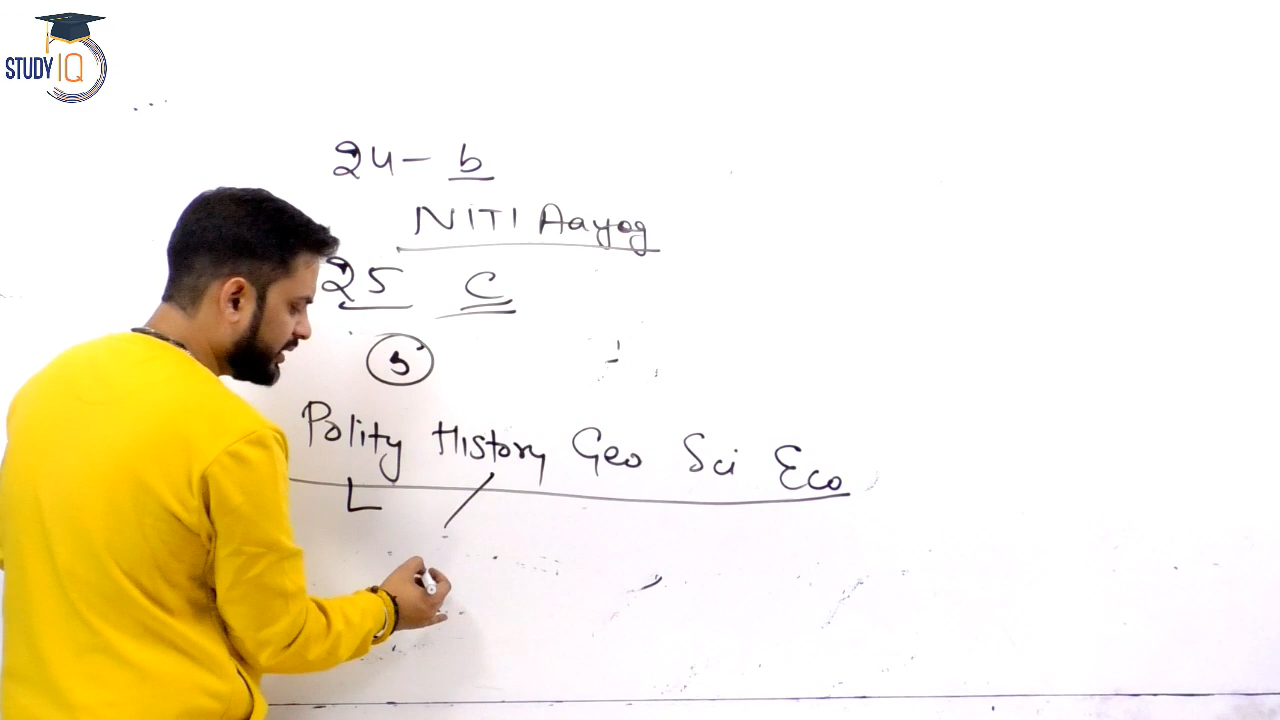 STUDY IQ
24 - b
NITI Aayog
25 C
5
Polity History Geo Sci Eco